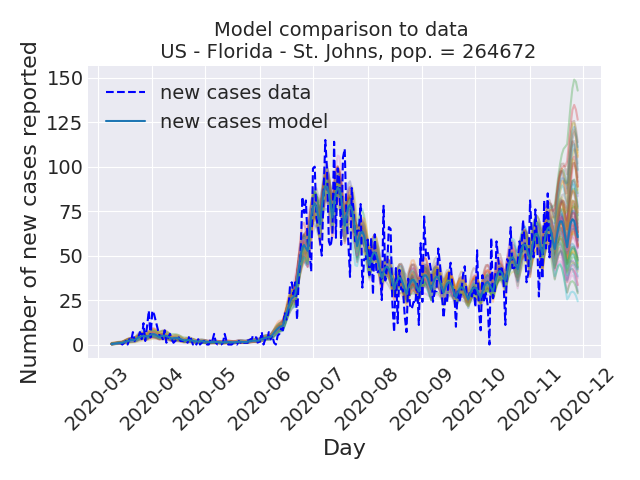 Model comparison to data
US - Florida - St. Johns, pop. = 264672
Number of new cases reported
150
125
100
75
50
25
0
new cases data
new cases model
2020-03
2020-04
2020-05
2020-06
2020-07
2020-08
2020-09
2020-10
2020-11
2020-12
Day